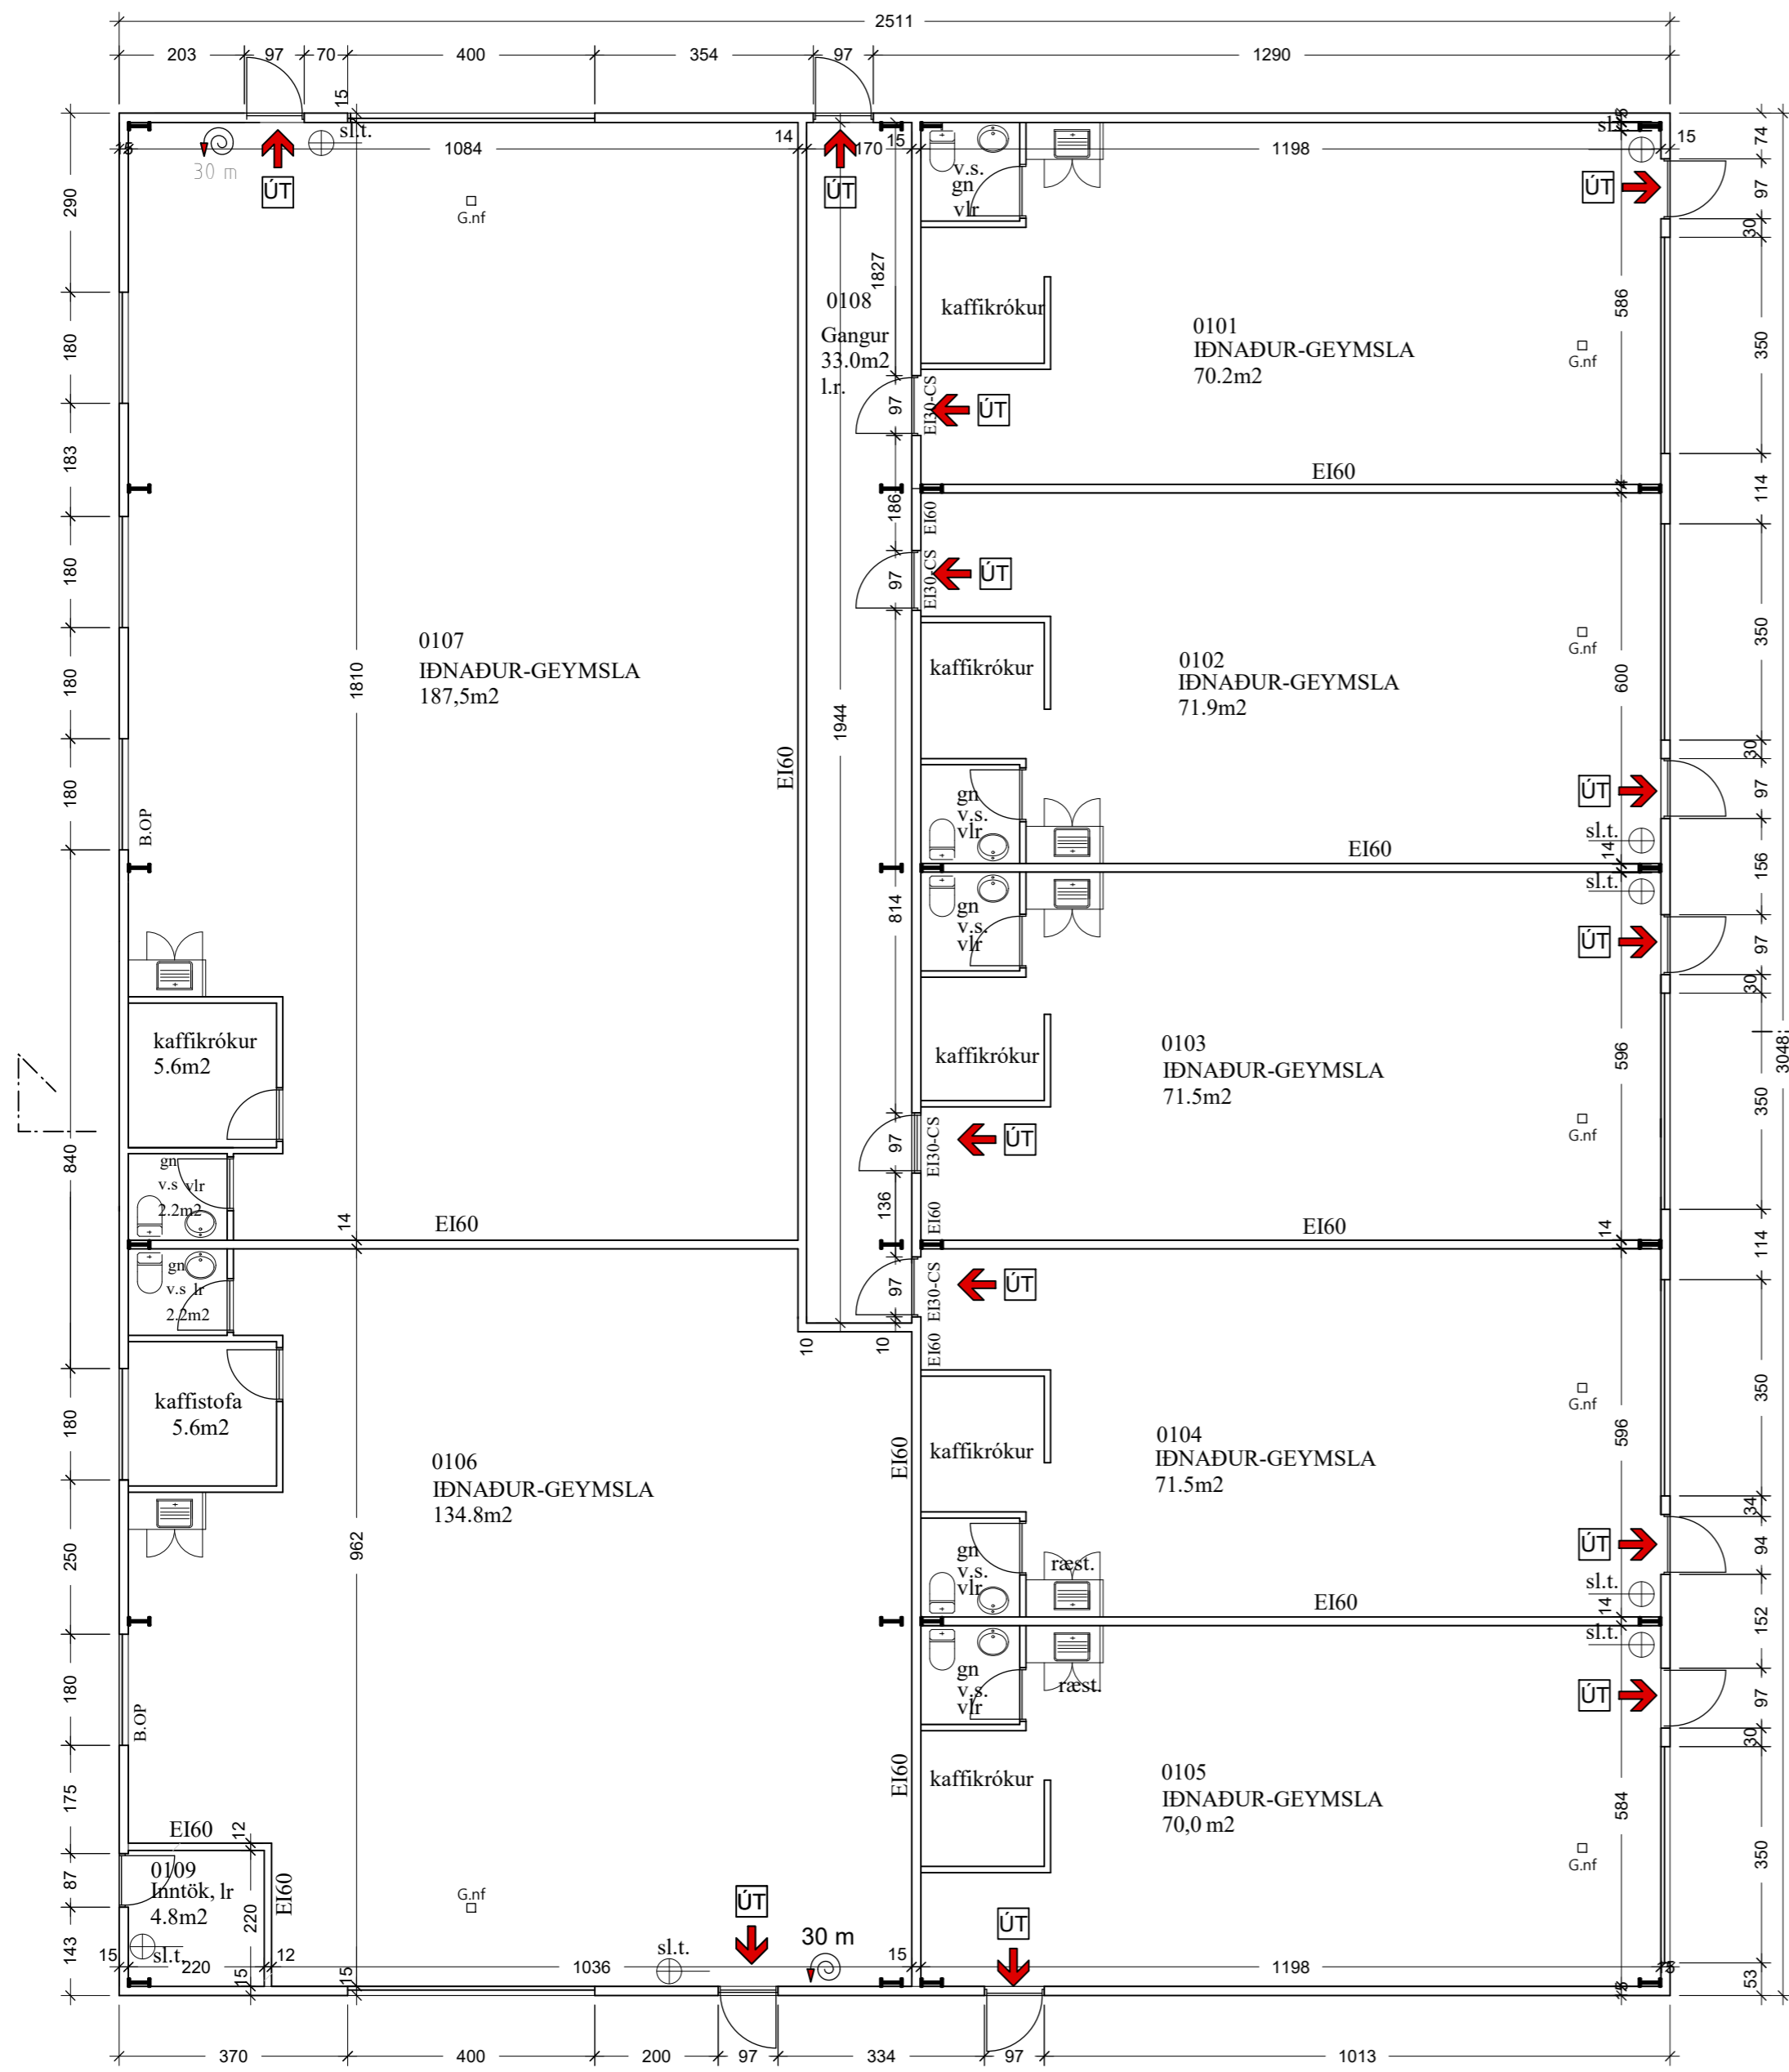 2511
203 97 70 400 354 97 1290
15
sl.t.
1084
14
170
15
1198
15
30 m
ÚT
ÚT
ÚT
G.nf
v.s.
gn
vlr
sl.t.
74
97
30
290
180
183
180
180
180
840
180
250
180
175
87
143
1827
0108
Gangur
33.0m2
l.r.
kaffikrókur
0101
IÐNAÐUR-GEYMSLA
70.2m2
G.nf
586
350
97
EI30-CS
ÚT
EI60
114
186
EI60
97
EI30-CS
ÚT
0107
IÐNAÐUR-GEYMSLA
187,5m2
1810
1944
EI60
B.OP
kaffikrókur
0102
IÐNAÐUR-GEYMSLA
71.9m2
G.nf
600
350
30
ÚT
97
gn
v.s.
vlr
sl.t.
14
EI60
156
814
gn
v.s.
vlr
sl.t.
ÚT
97
30
kaffikrókur
5.6m2
kaffikrókur
0103
IÐNAÐUR-GEYMSLA
71.5m2
G.nf
596
350
3048
97
EI30-CS
ÚT
136
EI60
gn
v.s vlr
2.2m2
14
EI60
EI60
14
114
gn
v.s lr
2.2m2
97
EI30-CS
ÚT
EI60
10
10
kaffistofa
5.6m2
0106
IÐNAÐUR-GEYMSLA
134.8m2
962
EI60
kaffikrókur
0104
IÐNAÐUR-GEYMSLA
71.5m2
G.nf
596
350
34
gn
v.s.
vlr
ræst.
ÚT
94
sl.t.
14
EI60
152
sl.t.
gn
v.s.
vlr
ræst.
ÚT
97
30
B.OP
EI60
kaffikrókur
0105
IÐNAÐUR-GEYMSLA
70,0 m2
G.nf
584
350
EI60
12
0109
Inntök, lr
4.8m2
220
EI60
G.nf
ÚT
ÚT
30 m
sl.t.
sl.t.
15
220
12
1036
15
1198
15
15
53
370 400 200 97 334 97 1013